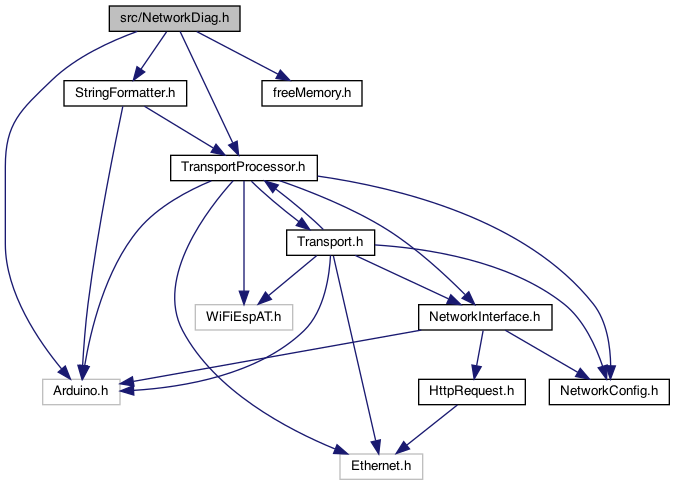 src/NetworkDiag.h
StringFormatter.h
freeMemory.h
TransportProcessor.h
Transport.h
WiFiEspAT.h
NetworkInterface.h
Arduino.h
HttpRequest.h
NetworkConfig.h
Ethernet.h